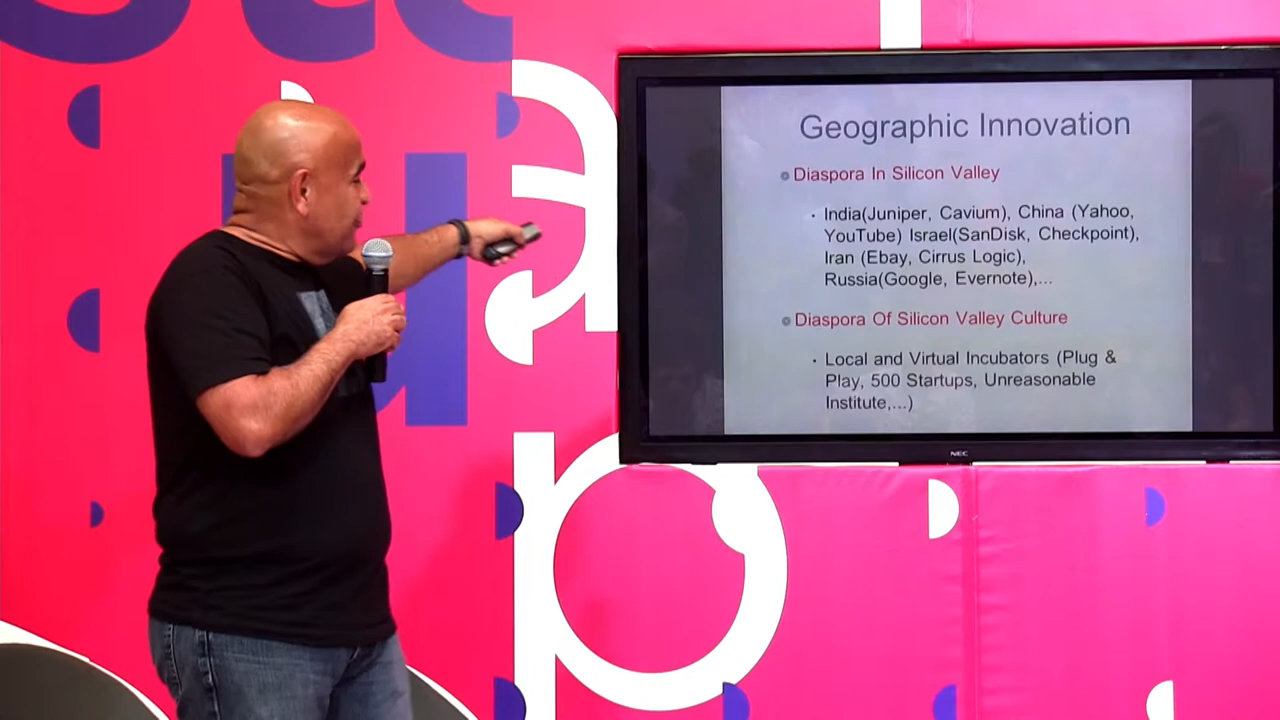 Geographic Innovation
Diaspora In Silicon Valley
India(Juniper, Cavium), China (Yahoo,
YouTube) Israel(SanDisk, Checkpoint),
Iran (Ebay, Cirrus Logic),
Russia(Google, Evernote),...
Diaspora Of Silicon Valley Culture
Local and Virtual Incubators (Plug &
Play, 500 Startups, Unreasonable
Institute,...)
NEC